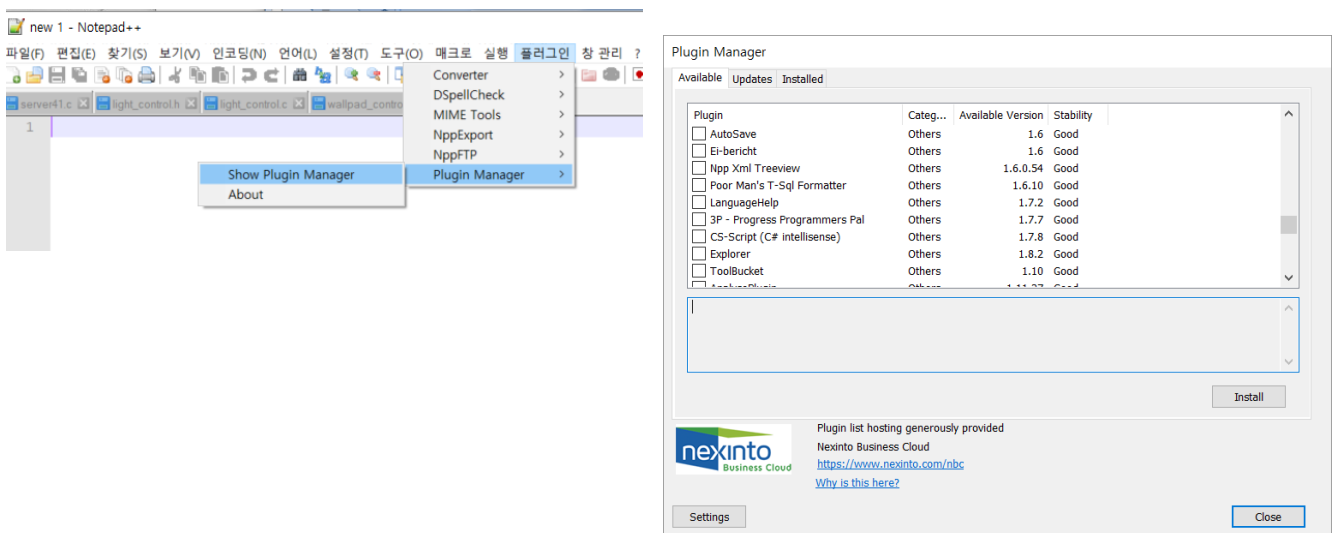 new 1 - Notepad++
파일(F) 편집(E) 찾기(S) 보기(V) 인코딩(N) 언어(L) 설정(T) 도구(O) 매크로 실행 플러그인 창 관리 ?
server41.c light_control.h light_control.c wallpad_contro
1
Converter
DSpellCheck
MIME Tools
NppExport
NppFTP
Plugin Manager
Show Plugin Manager
About
Plugin Manager
Available Updates Installed
Plugin Categ... Available Version Stability
AutoSave Others 1.6 Good
Ei-bericht Others 1.6 Good
Npp Xml Treeview Others 1.6.0.54 Good
Poor Man's T-Sql Formatter Others 1.6.10 Good
LanguageHelp Others 1.7.2 Good
3P - Progress Programmers Pal Others 1.7.7 Good
CS-Script (C# intellisense) Others 1.7.8 Good
Explorer Others 1.8.2 Good
ToolBucket Others 1.10 Good
Install
nexinto
Business Cloud
Plugin list hosting generously provided
Nexinto Business Cloud
https://www.nexinto.com/nbc
Why is this here?
Settings
Close